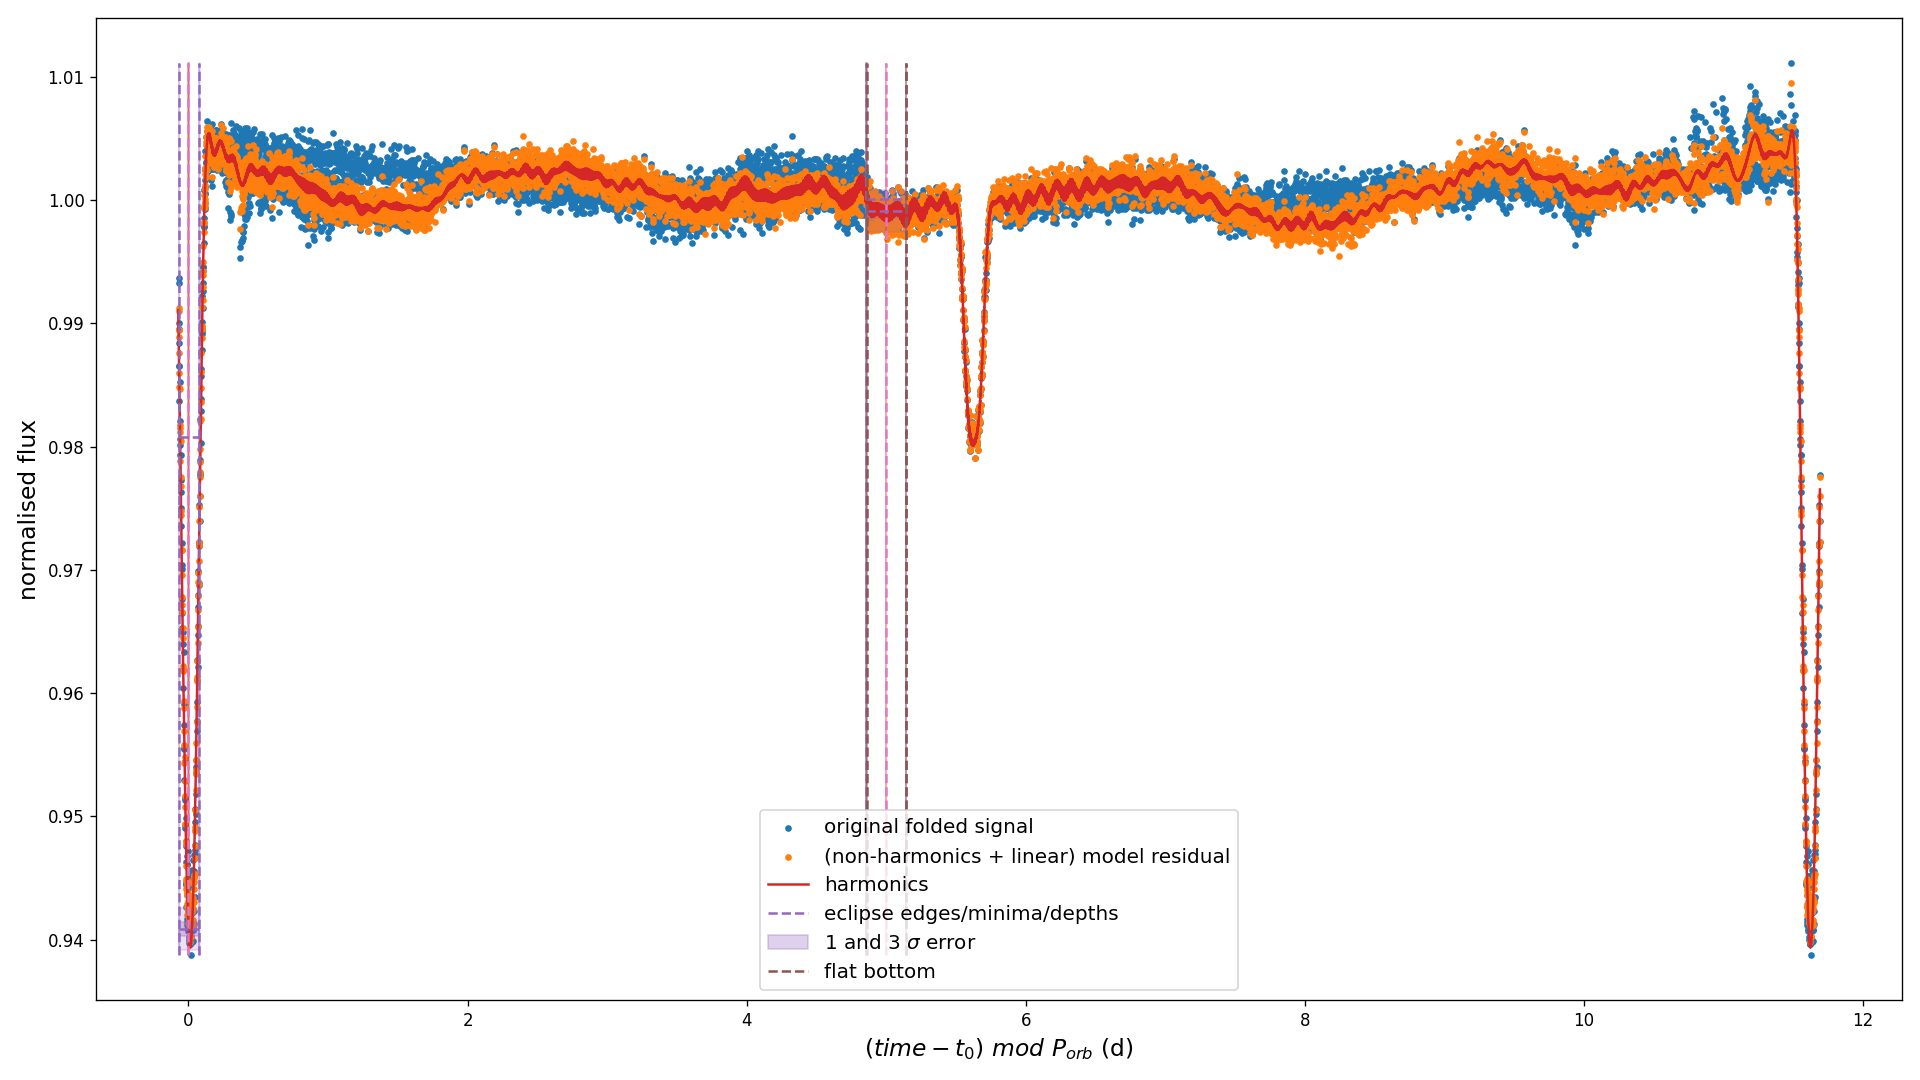 1.01
1.00
0.99
0.98
0.97
0.96
0.95
0.94
normalised flux
original folded signal
(non-harmonics + linear) model residual
harmonics
eclipse edges/minima/depths
1 and 3 σ error
flat bottom
0 2 4 6 8 10 12
(time − t₀) mod Pₒᵣb (d)